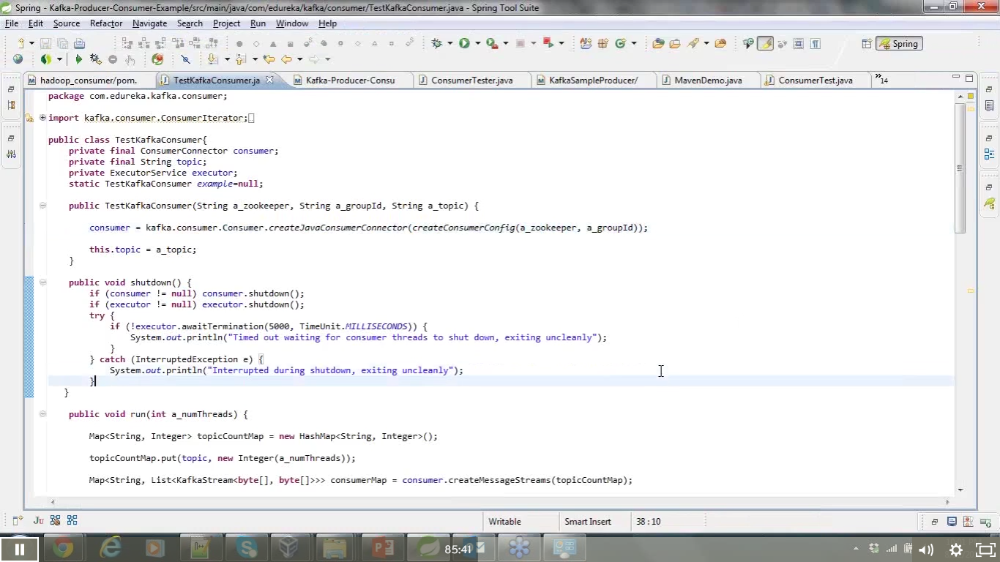 Spring - Kafka-Producer-Consumer-Example/src/main/java/com/edureka/kafka/consumer/TestKafkaConsumer.java - Spring Tool Suite
File Edit Source Refactor Navigate Search Project Run Window Help
Spring
hadoop_consumer/pom. TestKafkaConsumer.ja Kafka-Producer-Consu ConsumerTester.java KafkaSampleProducer/ MavenDemo.java ConsumerTest.java »14
package com.edureka.kafka.consumer;
import kafka.consumer.ConsumerIterator;
public class TestKafkaConsumer{
private final ConsumerConnector consumer;
private final String topic;
private ExecutorService executor;
static TestKafkaConsumer example=null;
public TestKafkaConsumer(String a_zookeeper, String a_groupId, String a_topic) {
consumer = kafka.consumer.Consumer.createJavaConsumerConnector(createConsumerConfig(a_zookeeper, a_groupId));
this.topic = a_topic;
}
public void shutdown() {
if (consumer != null) consumer.shutdown();
if (executor != null) executor.shutdown();
try {
if (!executor.awaitTermination(5000, TimeUnit.MILLISECONDS)) {
System.out.println("Timed out waiting for consumer threads to shut down, exiting uncleanly");
}
} catch (InterruptedException e) {
System.out.println("Interrupted during shutdown, exiting uncleanly");
}
}
public void run(int a_numThreads) {
Map<String, Integer> topicCountMap = new HashMap<String, Integer>();
topicCountMap.put(topic, new Integer(a_numThreads));
Map<String, List<KafkaStream<byte[], byte[]>>> consumerMap = consumer.createMessageStreams(topicCountMap);
Ju Writable Smart Insert 38 : 10
85:41